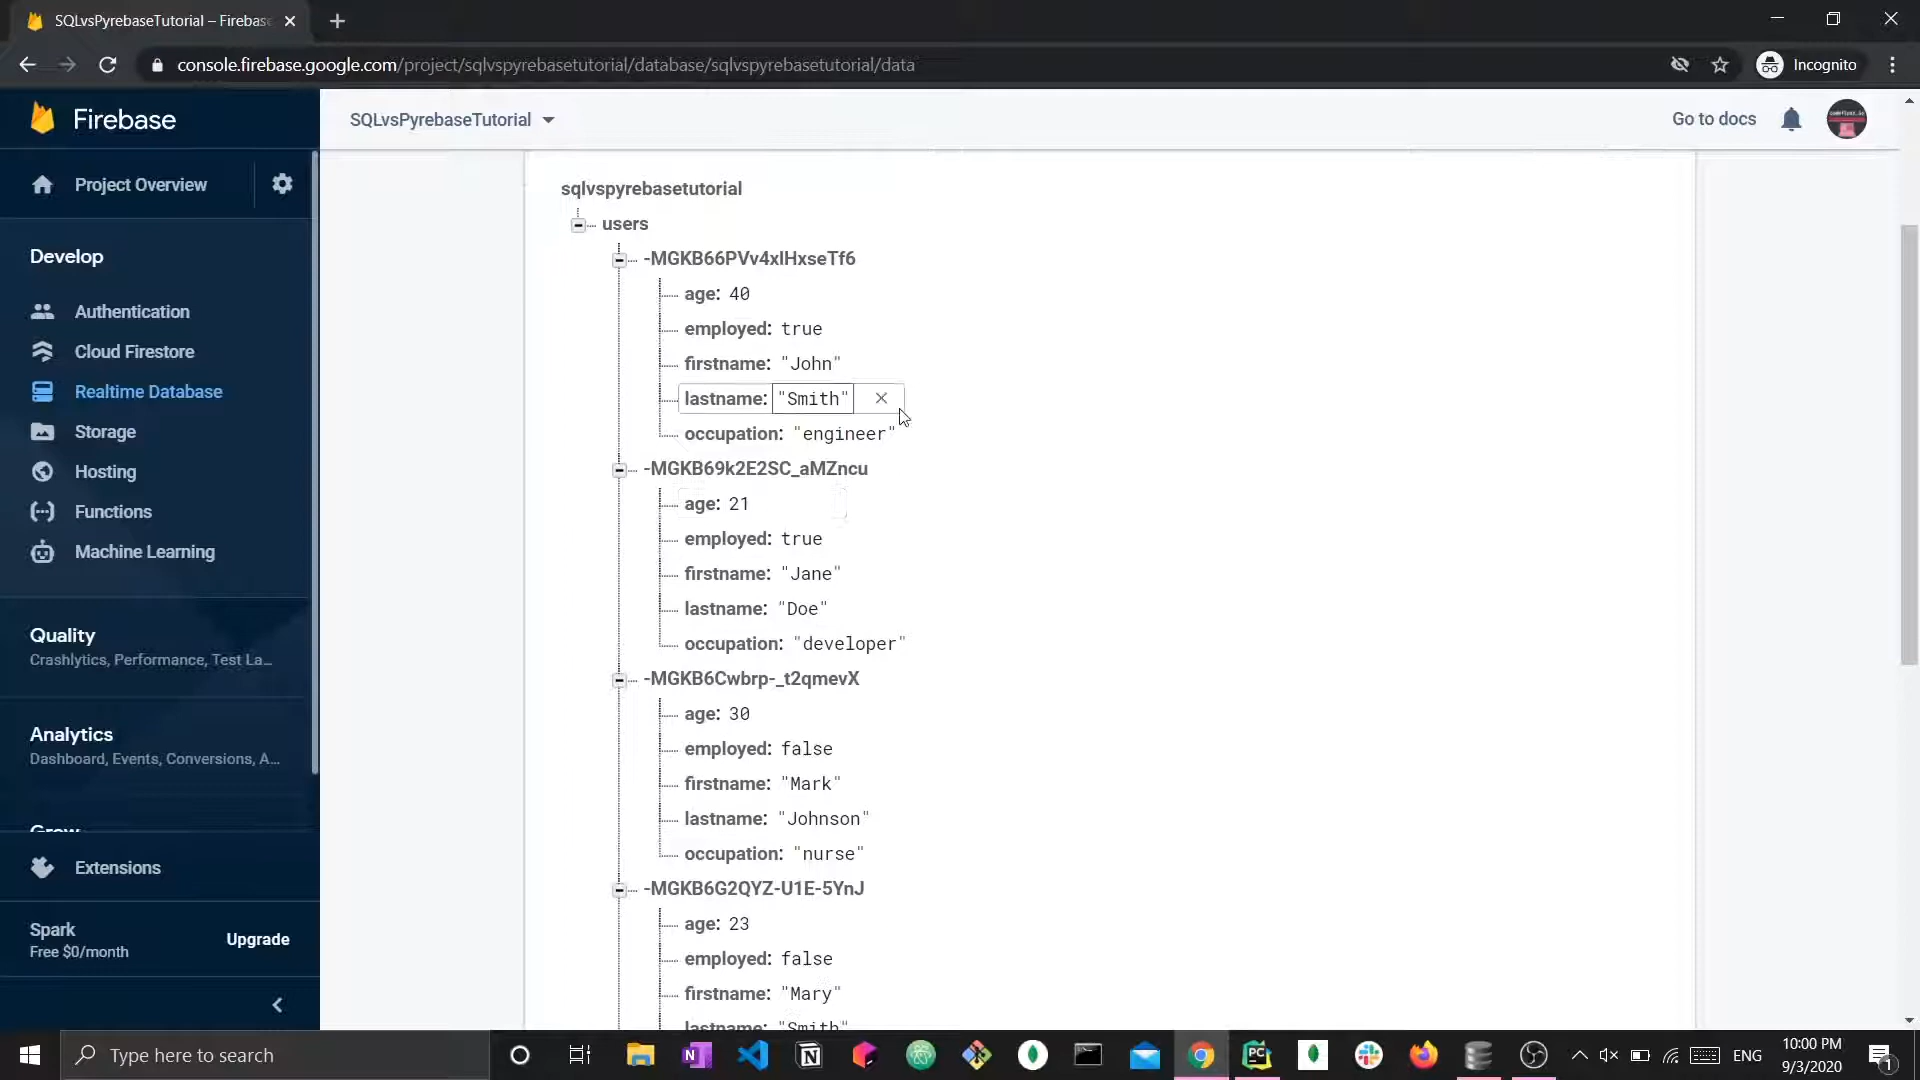 SQLvsPyrebaseTutorial – Firebas
console.firebase.google.com/project/sqlvspyrebasetutorial/database/sqlvspyrebasetutorial/data
Incognito
Firebase
SQLvsPyrebaseTutorial
Go to docs
Project Overview
Develop
Authentication
Cloud Firestore
Realtime Database
Storage
Hosting
Functions
Machine Learning
Quality
Crashlytics, Performance, Test La...
Analytics
Dashboard, Events, Conversions, A...
Grow
Extensions
Spark
Free $0/month
Upgrade
sqlvspyrebasetutorial
users
-MGKB66PVv4xlHxseTf6
age: 40
employed: true
firstname: "John"
lastname: "Smith"
occupation: "engineer"
-MGKB69k2E2SC_aMZncu
age: 21
employed: true
firstname: "Jane"
lastname: "Doe"
occupation: "developer"
-MGKB6Cwbrp-_t2qmevX
age: 30
employed: false
firstname: "Mark"
lastname: "Johnson"
occupation: "nurse"
-MGKB6G2QYZ-U1E-5YnJ
age: 23
employed: false
firstname: "Mary"
lastname: "Smith"
Type here to search
ENG
10:00 PM
9/3/2020
1